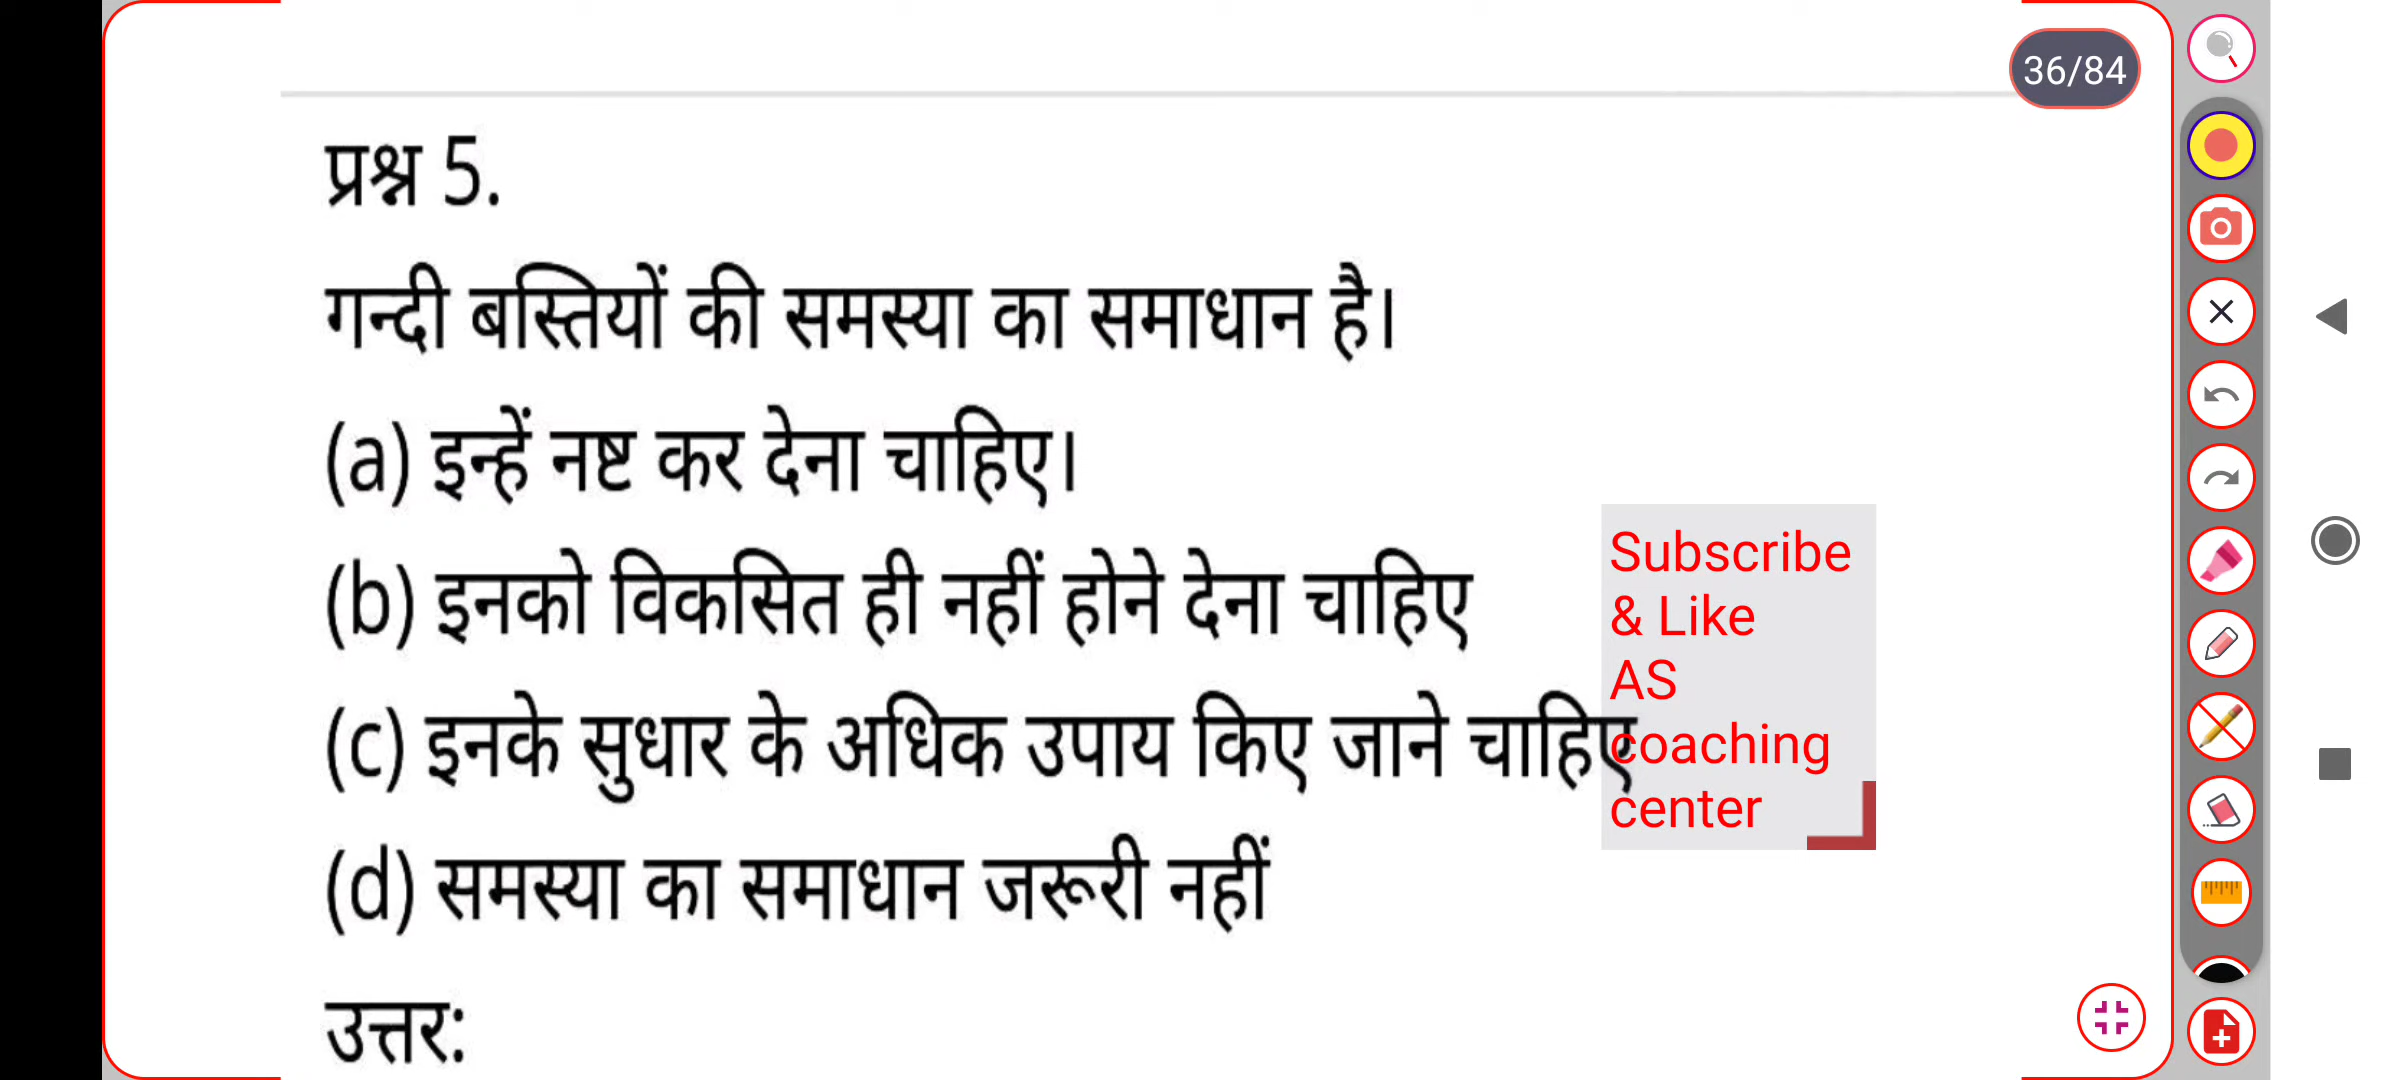 36/84
प्रश्न 5.
गन्दी बस्तियों की समस्या का समाधान है।
(a) इन्हें नष्ट कर देना चाहिए।
(b) इनको विकसित ही नहीं होने देना चाहिए
(c) इनके सुधार के अधिक उपाय किए जाने चाहिए
(d) समस्या का समाधान जरूरी नहीं
उत्तर:
Subscribe
& Like
AS
coaching
center